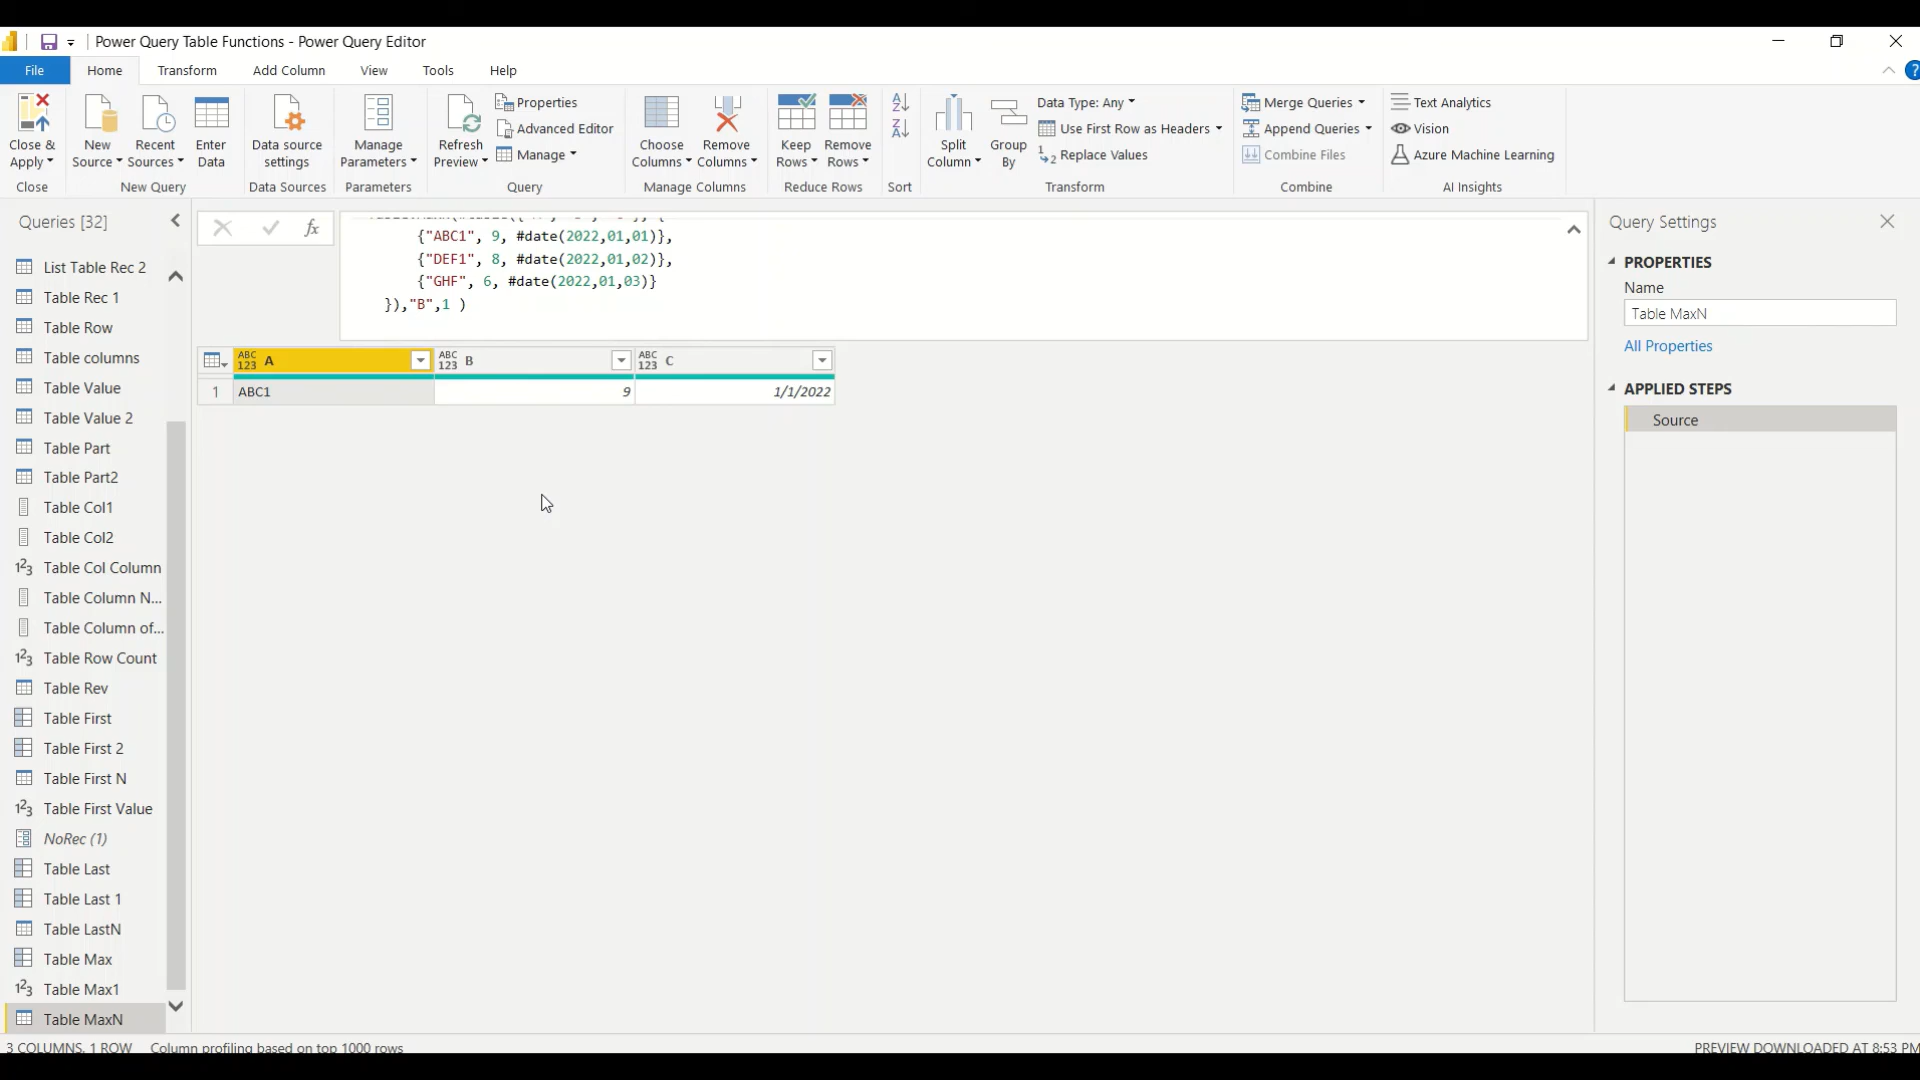 Power Query Table Functions - Power Query Editor
File Home Transform Add Column View Tools Help
Close & Apply
New Source
Recent Sources
Enter Data
Data source settings
Manage Parameters
Refresh Preview
Properties
Advanced Editor
Manage
Choose Columns
Remove Columns
Keep Rows
Remove Rows
Split Column
Group By
Data Type: Any
Use First Row as Headers
Replace Values
Merge Queries
Append Queries
Combine Files
Text Analytics
Vision
Azure Machine Learning
Close New Query Data Sources Parameters Query Manage Columns Reduce Rows Sort Transform Combine AI Insights
Queries [32]
List Table Rec 2
Table Rec 1
Table Row
Table columns
Table Value
Table Value 2
Table Part
Table Part2
Table Col1
Table Col2
Table Col Column
Table Column N...
Table Column of...
Table Row Count
Table Rev
Table First
Table First 2
Table First N
Table First Value
NoRec (1)
Table Last
Table Last 1
Table LastN
Table Max
Table Max1
Table MaxN
fx
{"ABC1", 9, #date(2022,01,01)},
{"DEF1", 8, #date(2022,01,02)},
{"GHF", 6, #date(2022,01,03)}
}),"B",1 )
ABC 123 A ABC 123 B ABC 123 C
1 ABC1 9 1/1/2022
Query Settings
PROPERTIES
Name
Table MaxN
All Properties
APPLIED STEPS
Source
3 COLUMNS, 1 ROW Column profiling based on top 1000 rows
PREVIEW DOWNLOADED AT 8:53 PM